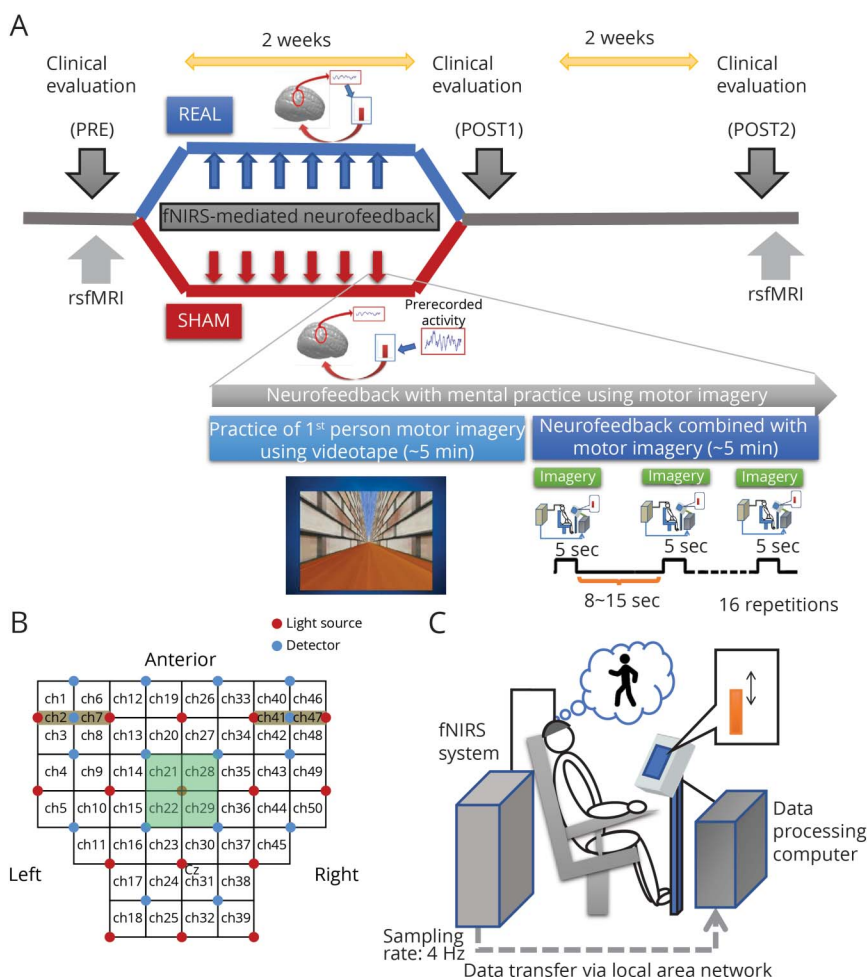 A
2 weeks
2 weeks
Clinical
evaluation
(PRE)
REAL
Clinical
evaluation
(POST1)
Clinical
evaluation
(POST2)
fNIRS-mediated neurofeedback
rsfMRI
rsfMRI
SHAM
Prerecorded
activity
Neurofeedback with mental practice using motor imagery
Practice of 1st person motor imagery
using videotape (~5 min)
Neurofeedback combined with
motor imagery (~5 min)
Imagery
Imagery
Imagery
5 sec
5 sec
5 sec
8~15 sec
16 repetitions
B
Light source
Detector
Anterior
ch1 ch6 ch12 ch19 ch26 ch33 ch40 ch46
ch2 ch7 ch41 ch47
ch3 ch8 ch13 ch20 ch27 ch34 ch42 ch48
ch4 ch9 ch14 ch21 ch28 ch35 ch43 ch49
ch5 ch10 ch15 ch22 ch29 ch36 ch44 ch50
ch11 ch16 ch23 ch30 ch37 ch45
Cz
Left
Right
ch17 ch24 ch31 ch38
ch18 ch25 ch32 ch39
C
fNIRS
system
Data
processing
computer
Sampling
rate: 4 Hz
Data transfer via local area network